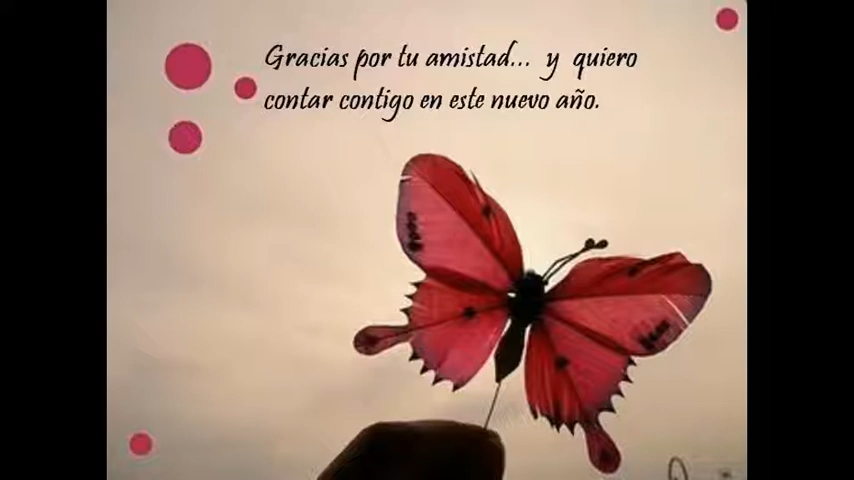 Gracias por tu amistad... y quiero
contar contigo en este nuevo año.